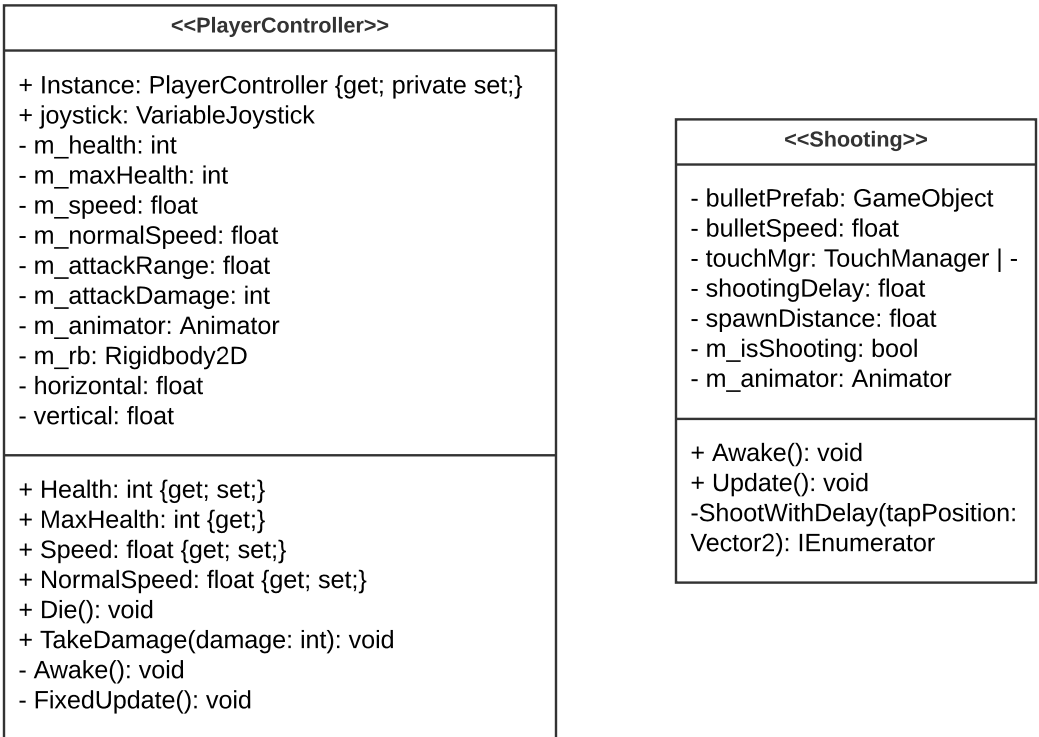 <<PlayerController>>
+ Instance: PlayerController {get; private set;}
+ joystick: VariableJoystick
- m_health: int
- m_maxHealth: int
- m_speed: float
- m_normalSpeed: float
- m_attackRange: float
- m_attackDamage: int
- m_animator: Animator
- m_rb: Rigidbody2D
- horizontal: float
- vertical: float
+ Health: int {get; set;}
+ MaxHealth: int {get;}
+ Speed: float {get; set;}
+ NormalSpeed: float {get; set;}
+ Die(): void
+ TakeDamage(damage: int): void
- Awake(): void
- FixedUpdate(): void
<<Shooting>>
- bulletPrefab: GameObject
- bulletSpeed: float
- touchMgr: TouchManager | -
- shootingDelay: float
- spawnDistance: float
- m_isShooting: bool
- m_animator: Animator
+ Awake(): void
+ Update(): void
-ShootWithDelay(tapPosition:
Vector2): IEnumerator